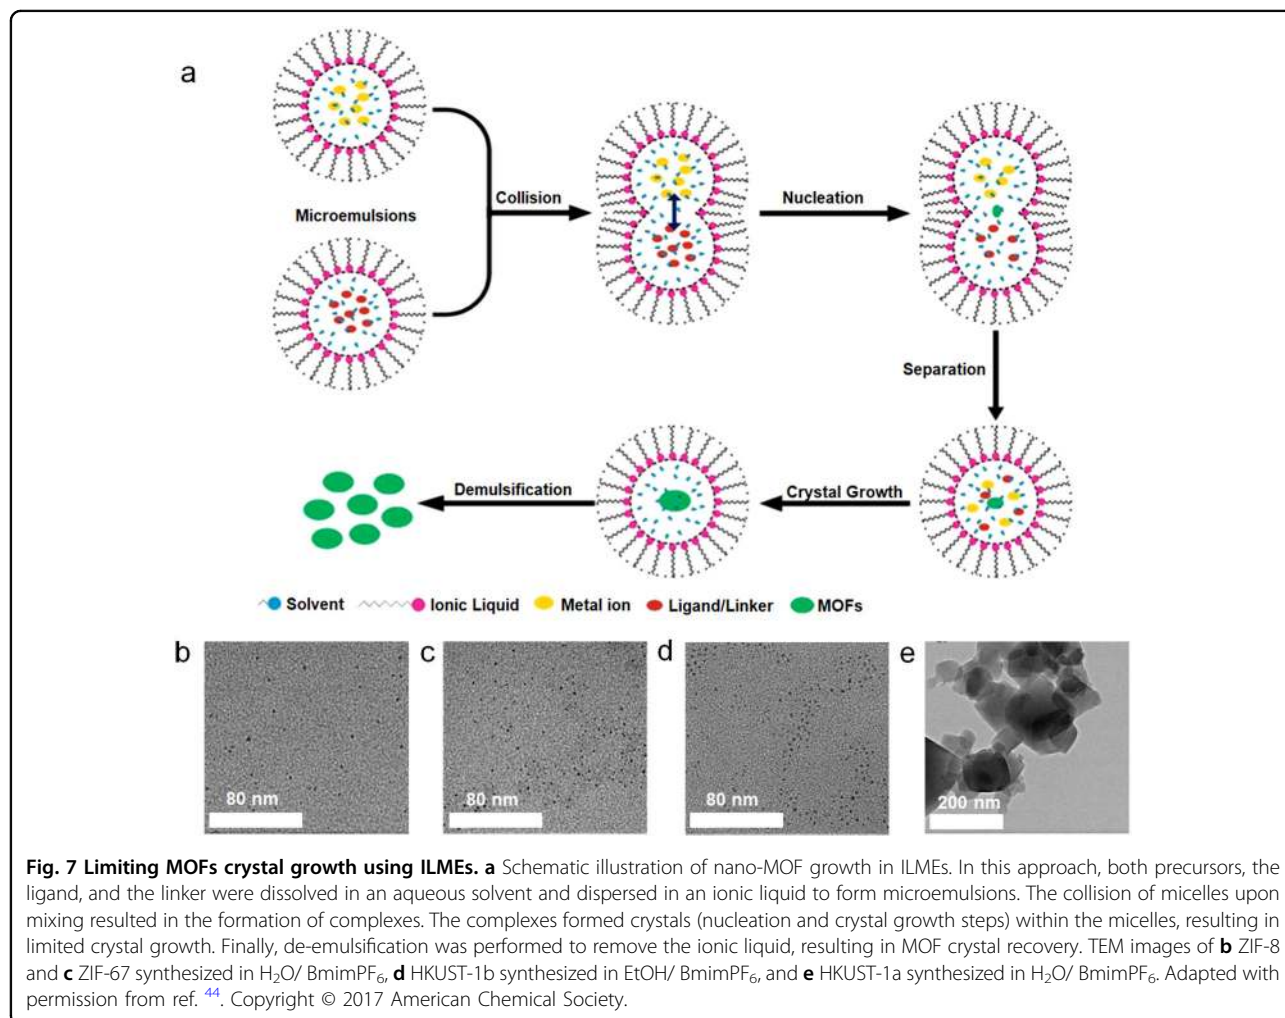 a
Collision
Nucleation
Microemulsions
Separation
Demulsification
Crystal Growth
Solvent Ionic Liquid Metal ion Ligand/Linker MOFs
b c d e
80 nm 80 nm 80 nm 200 nm
Fig. 7 Limiting MOFs crystal growth using ILMEs. a Schematic illustration of nano-MOF growth in ILMEs. In this approach, both precursors, the
ligand, and the linker were dissolved in an aqueous solvent and dispersed in an ionic liquid to form microemulsions. The collision of micelles upon
mixing resulted in the formation of complexes. The complexes formed crystals (nucleation and crystal growth steps) within the micelles, resulting in
limited crystal growth. Finally, de-emulsification was performed to remove the ionic liquid, resulting in MOF crystal recovery. TEM images of b ZIF-8
and c ZIF-67 synthesized in H₂O/ BmimPF₆, d HKUST-1b synthesized in EtOH/ BmimPF₆, and e HKUST-1a synthesized in H₂O/ BmimPF₆. Adapted with
permission from ref. ⁴⁴. Copyright © 2017 American Chemical Society.